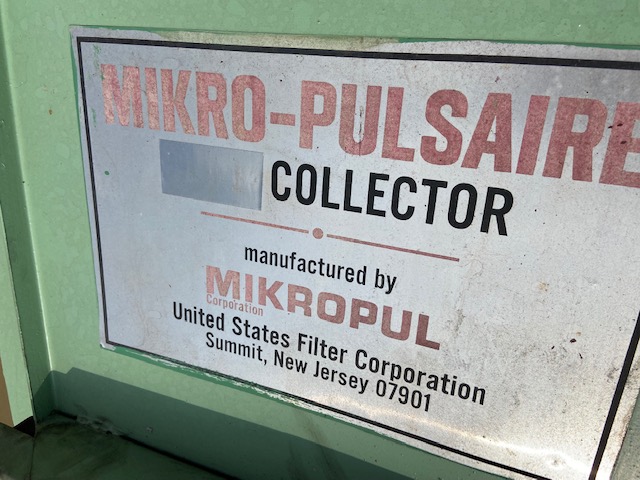 MIKRO-PULSAIRE
COLLECTOR
manufactured by
MIKROPUL
Corporation
United States Filter Corporation
Summit, New Jersey 07901